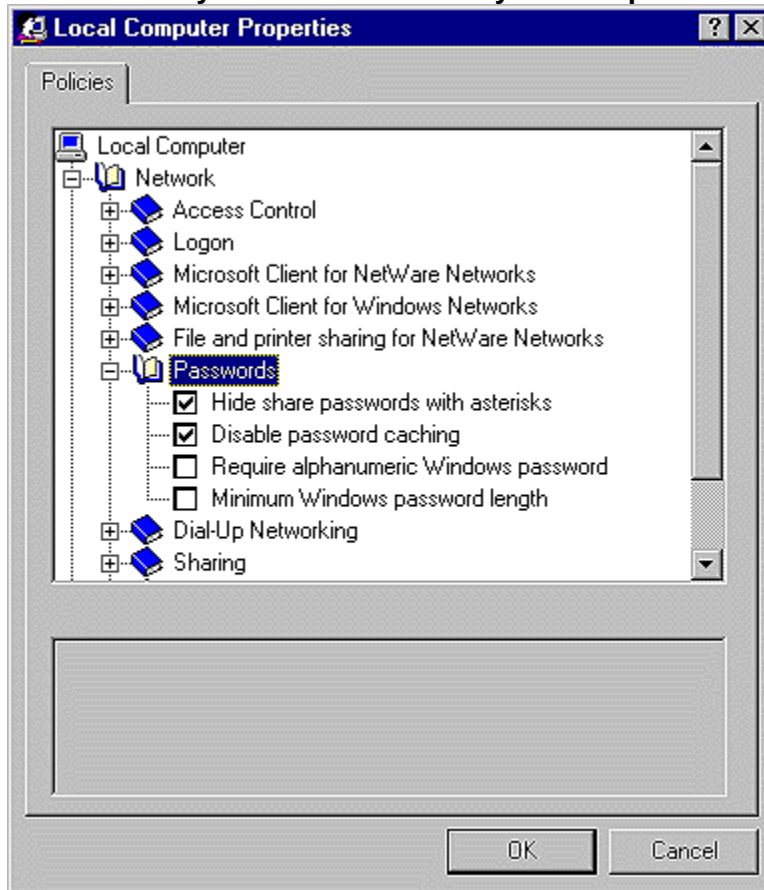 Local Computer Properties
Policies
Local Computer
Network
Access Control
Logon
Microsoft Client for NetWare Networks
Microsoft Client for Windows Networks
File and printer sharing for NetWare Networks
Passwords
Hide share passwords with asterisks
Disable password caching
Require alphanumeric Windows password
Minimum Windows password length
Dial-Up Networking
Sharing
OK Cancel